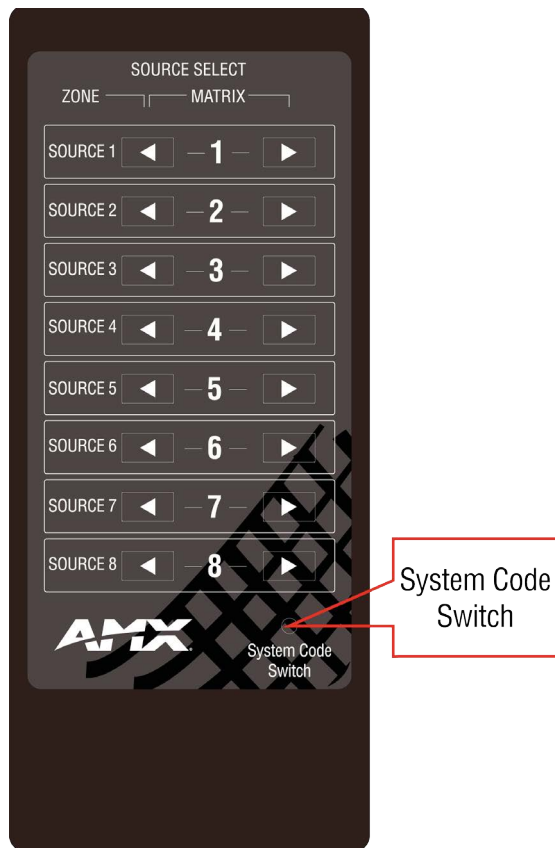 SOURCE SELECT
ZONE MATRIX
SOURCE 1 1
SOURCE 2 2
SOURCE 3 3
SOURCE 4 4
SOURCE 5 5
SOURCE 6 6
SOURCE 7 7
SOURCE 8 8
AMX
System Code
Switch
System Code
Switch